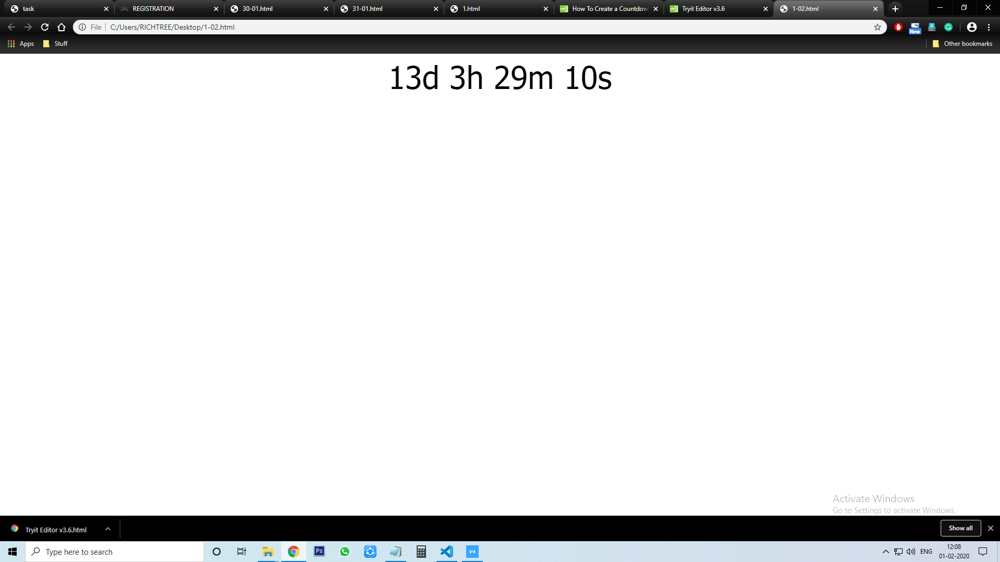 task
REGISTRATION
30-01.html
31-01.html
1.html
How To Create a Countdow
Tryit Editor v3.6
1-02.html
File
C:/Users/RICHTREE/Desktop/1-02.html
New
Apps
Stuff
Other bookmarks
13d 3h 29m 10s
Activate Windows
Go to Settings to activate Windows.
Tryit Editor v3.6.html
Show all
Type here to search
Ps
ENG
12:08
01-02-2020